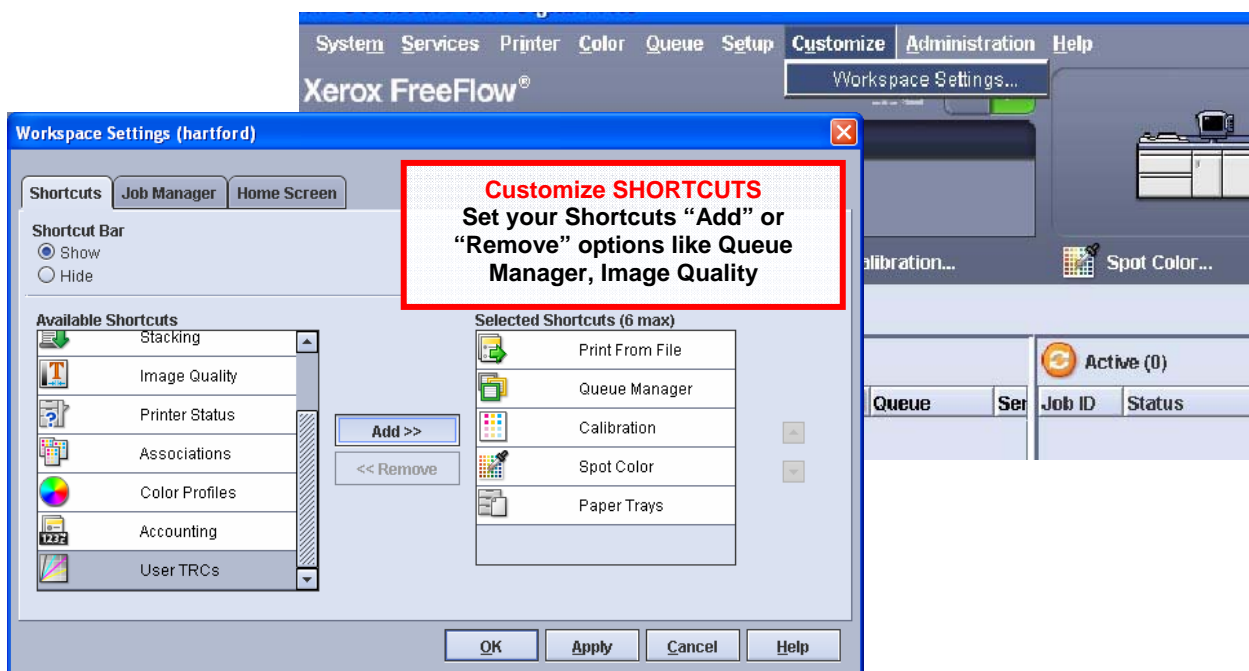 System Services Printer Color Queue Setup Customize Administration Help
Workspace Settings...
Xerox FreeFlow®
Workspace Settings (hartford)
Shortcuts Job Manager Home Screen
Customize SHORTCUTS
Set your Shortcuts “Add” or
“Remove” options like Queue
Manager, Image Quality
Shortcut Bar
Show
Hide
Spot Color...
Available Shortcuts
Stacking
Image Quality
Printer Status
Associations
Color Profiles
Accounting
User TRCs
Add >>
<< Remove
Selected Shortcuts (6 max)
Print From File
Queue Manager
Calibration
Spot Color
Paper Trays
OK Apply Cancel Help
Active (0)
Queue Ser Job ID Status